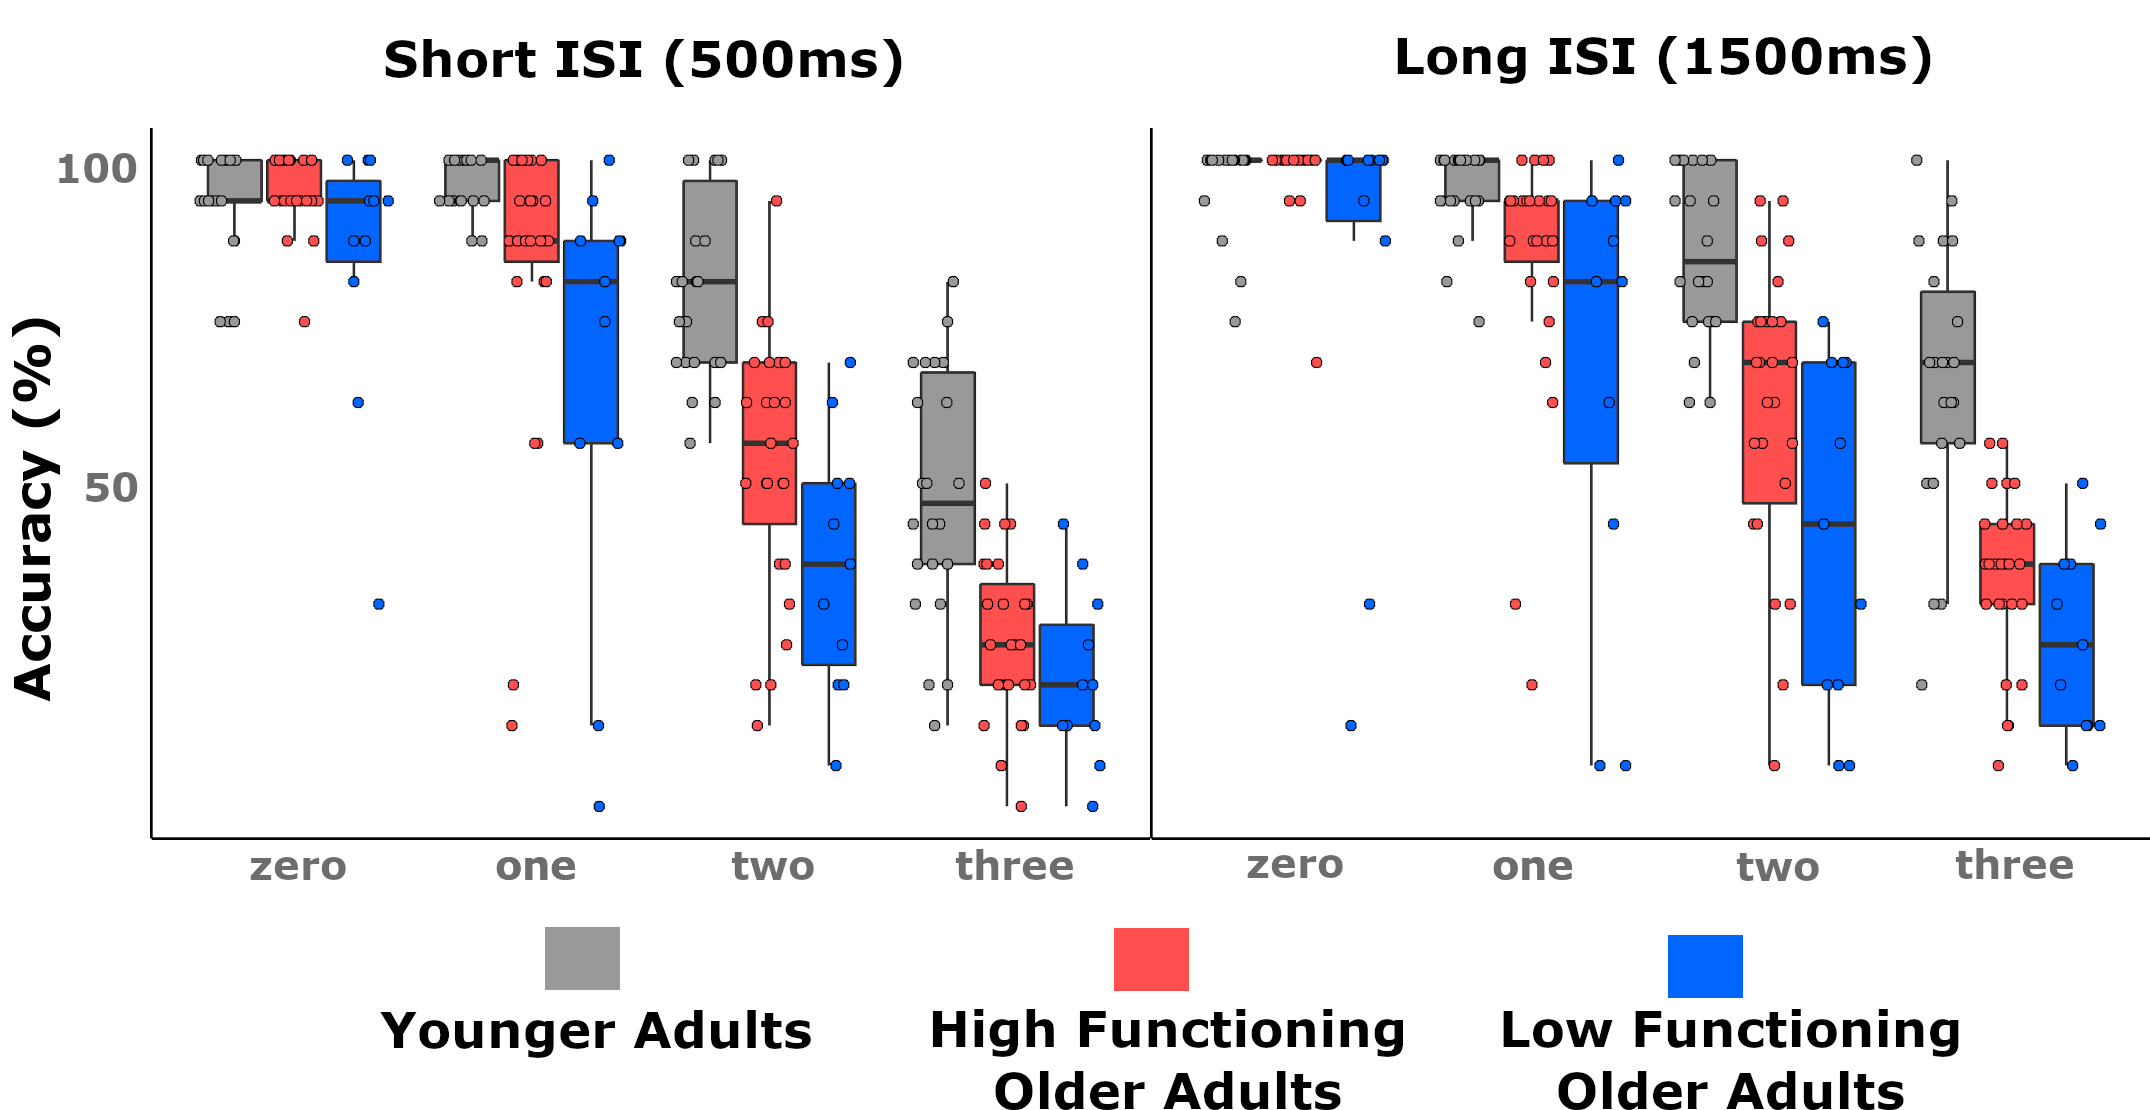 Short ISI (500ms)
Long ISI (1500ms)
Accuracy (%)
100
50
zero one two three
zero one two three
Younger Adults
High Functioning
Older Adults
Low Functioning
Older Adults